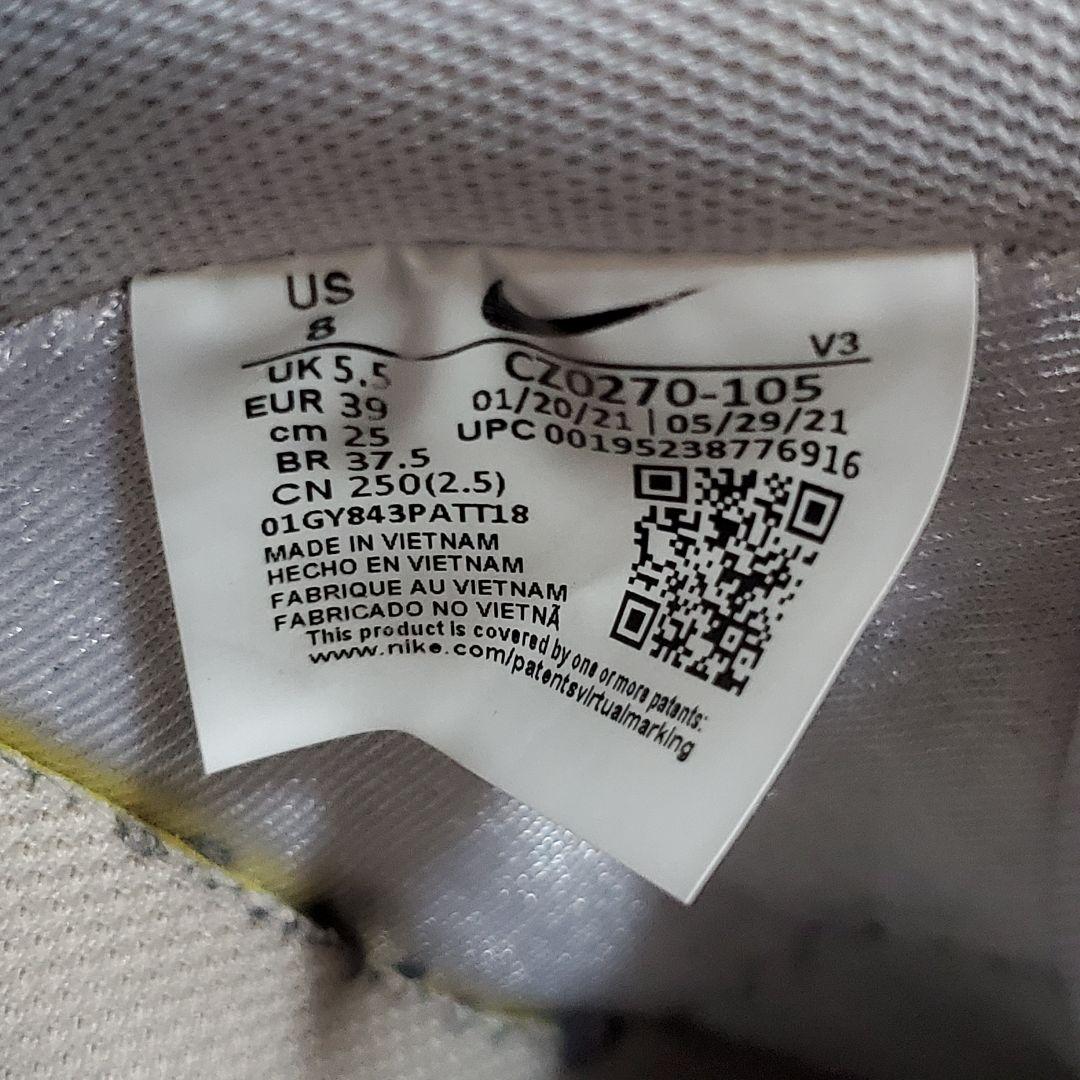 US
8
V3
UK 5.5
EUR 39
cm 25
BR 37.5
CN 250(2.5)
01GY843PATT18
MADE IN VIETNAM
HECHO EN VIETNAM
FABRIQUE AU VIETNAM
FABRICADO NO VIETNÃ
This product is covered by one or more patents:
www.nike.com/patentsvirtualmarking
CZ0270-105
01/20/21 | 05/29/21
UPC 00195238776916